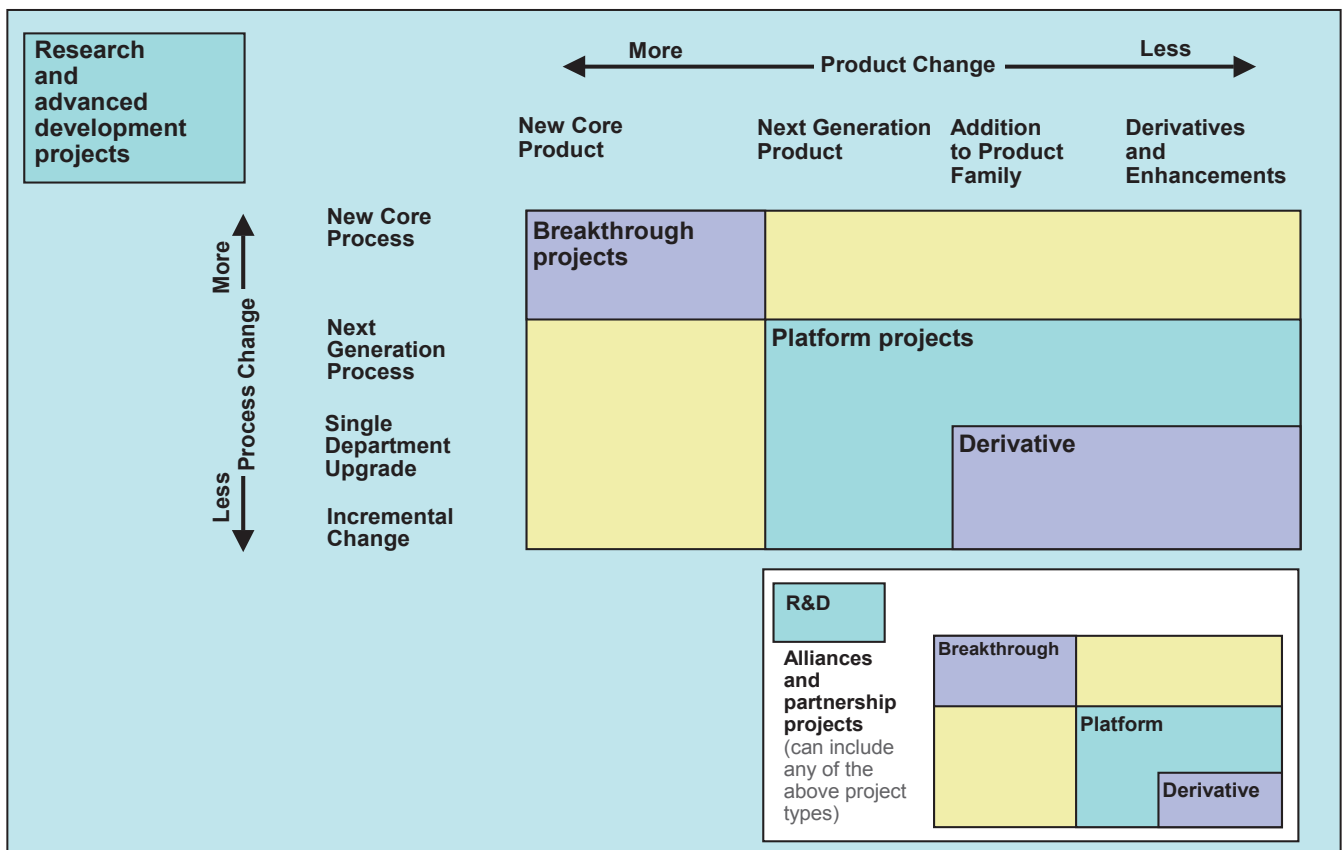 Research
and
advanced
development
projects
More
Less
Product Change
New Core
Product
Next Generation
Product
Addition
to Product
Family
Derivatives
and
Enhancements
More
Process Change
Less
New Core
Process
Next
Generation
Process
Single
Department
Upgrade
Incremental
Change
Breakthrough
projects
Platform projects
Derivative
R&D
Alliances
and
partnership
projects
(can include
any of the
above project
types)
Breakthrough
Platform
Derivative